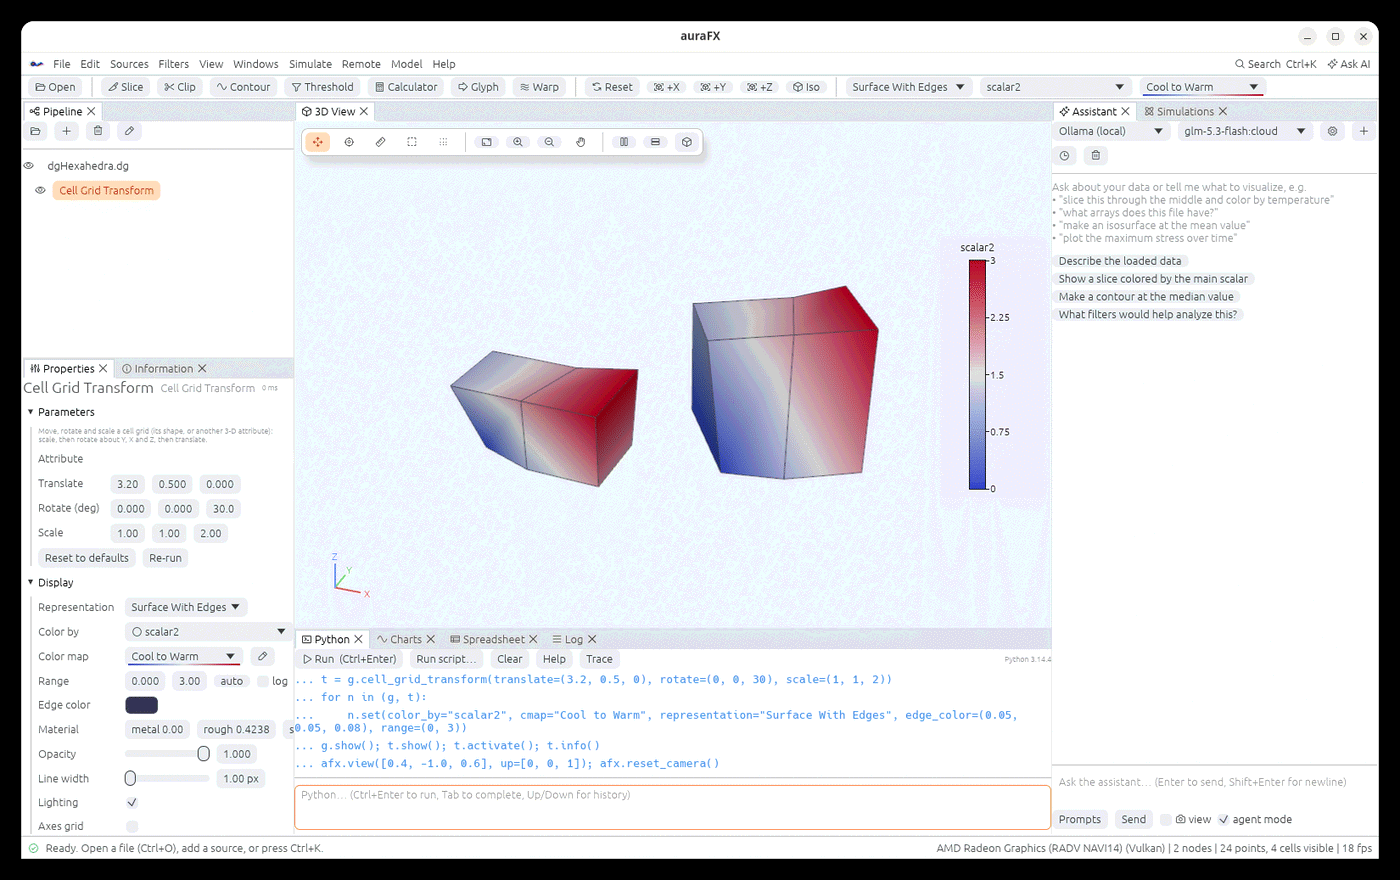 auraFX
File Edit Sources Filters View Windows Simulate Remote Model Help
Search Ctrl+K Ask AI
Open Slice Clip Contour Threshold Calculator Glyph Warp Reset +X +Y +Z Iso Surface With Edges scalar2 Cool to Warm
Pipeline
dgHexahedra.dg
Cell Grid Transform
Properties Information
Cell Grid Transform Cell Grid Transform 0 ms
Parameters
Move, rotate and scale a cell grid (its shape, or another 3-D attribute):
scale, then rotate about Y, X and Z, then translate.
Attribute
Translate 3.20 0.500 0.000
Rotate (deg) 0.000 0.000 30.0
Scale 1.00 1.00 2.00
Reset to defaults Re-run
Display
Representation Surface With Edges
Color by scalar2
Color map Cool to Warm
Range 0.000 3.00 auto log
Edge color
Material metal 0.00 rough 0.4238 s
Opacity 1.000
Line width 1.00 px
Lighting
Axes grid
3D View
scalar2
3
2.25
1.5
0.75
0
Z
Y
X
Python Charts Spreadsheet Log
Run (Ctrl+Enter) Run script... Clear Help Trace
Python 3.14.4
... t = g.cell_grid_transform(translate=(3.2, 0.5, 0), rotate=(0, 0, 30), scale=(1, 1, 2))
... for n in (g, t):
... n.set(color_by="scalar2", cmap="Cool to Warm", representation="Surface With Edges", edge_color=(0.05,
0.05, 0.08), range=(0, 3))
... g.show(); t.show(); t.activate(); t.info()
... afx.view([0.4, -1.0, 0.6], up=[0, 0, 1]); afx.reset_camera()
Python... (Ctrl+Enter to run, Tab to complete, Up/Down for history)
Assistant Simulations
Ollama (local) glm-5.3-flash:cloud
Ask about your data or tell me what to visualize, e.g.
• "slice this through the middle and color by temperature"
• "what arrays does this file have?"
• "make an isosurface at the mean value"
• "plot the maximum stress over time"
Describe the loaded data
Show a slice colored by the main scalar
Make a contour at the median value
What filters would help analyze this?
Ask the assistant... (Enter to send, Shift+Enter for newline)
Prompts Send view agent mode
Ready. Open a file (Ctrl+O), add a source, or press Ctrl+K.
AMD Radeon Graphics (RADV NAVI14) (Vulkan) | 2 nodes | 24 points, 4 cells visible | 18 fps